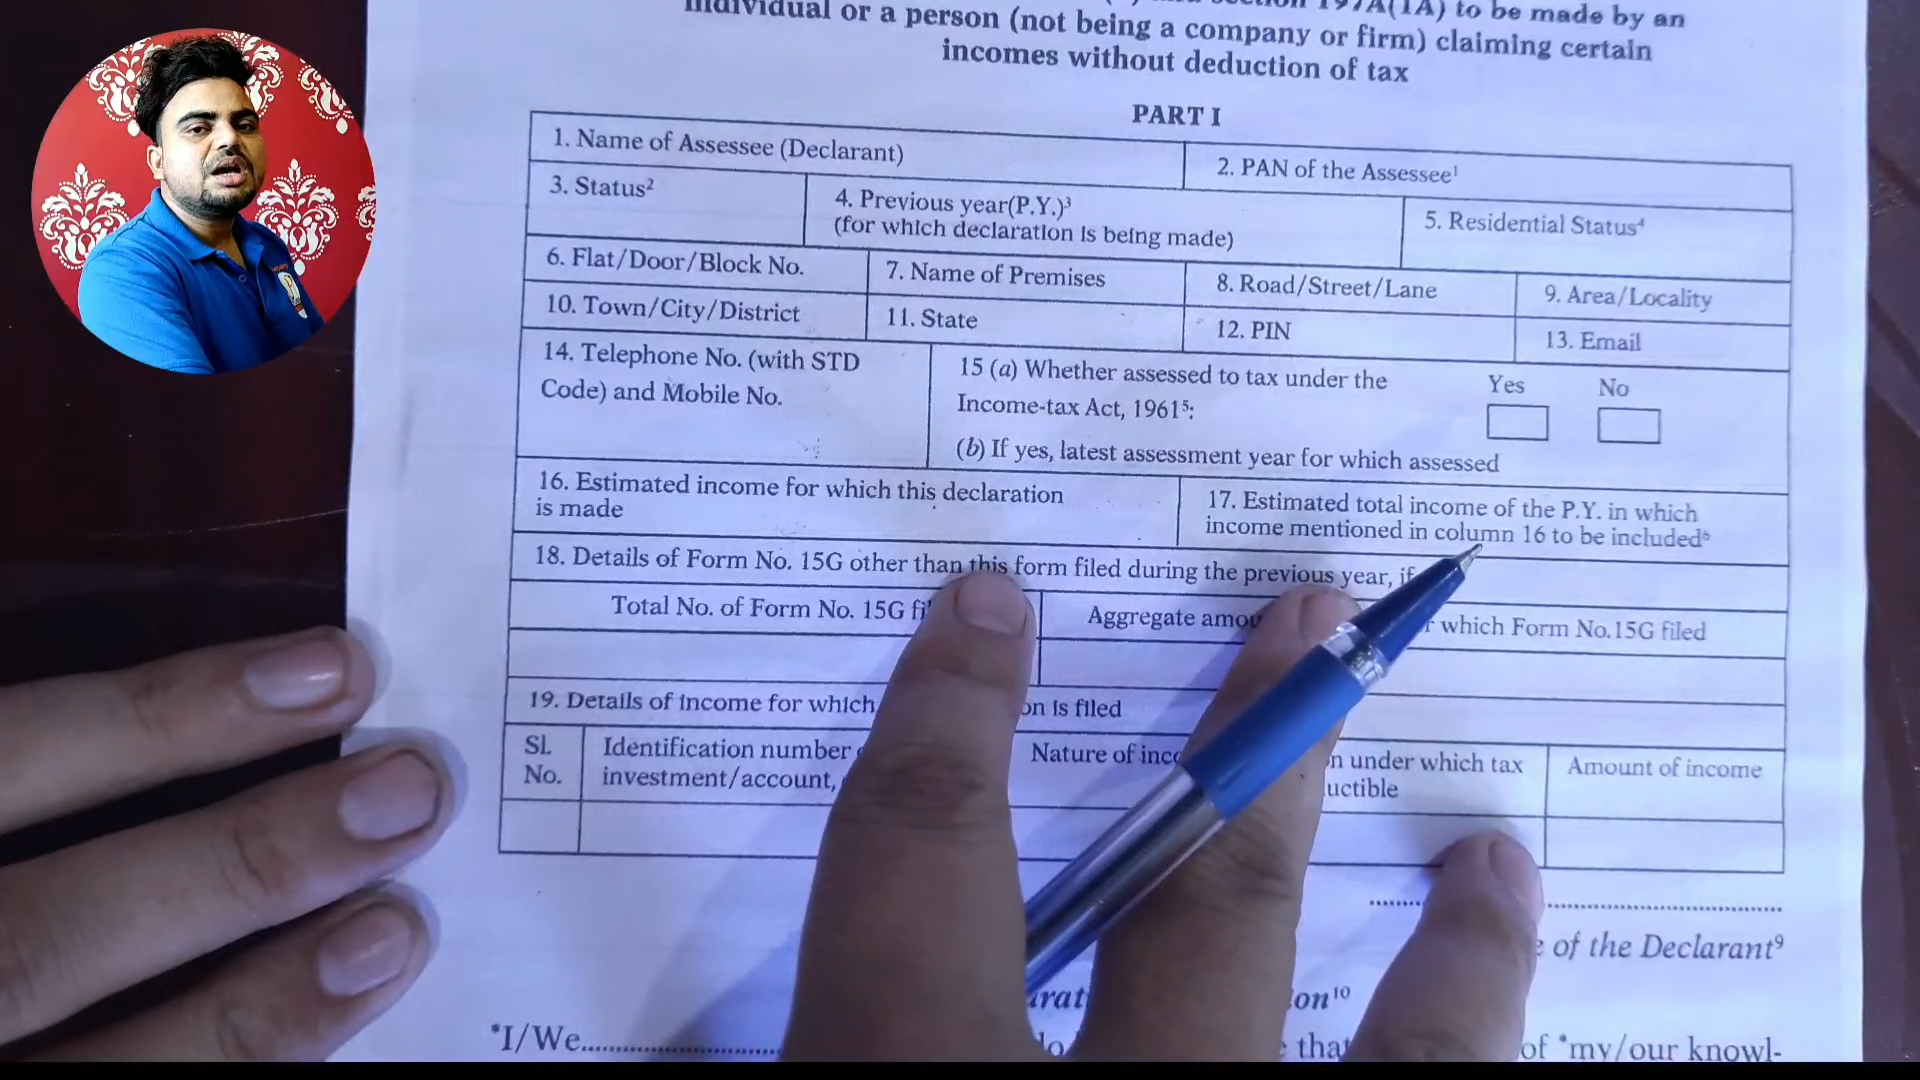 197A(1A) to be made by an
individual or a person (not being a company or firm) claiming certain
incomes without deduction of tax
PART I
1. Name of Assessee (Declarant)
2. PAN of the Assessee¹
3. Status²
4. Previous year(P.Y.)³
(for which declaration is being made)
5. Residential Status⁴
6. Flat/Door/Block No.
7. Name of Premises
8. Road/Street/Lane
9. Area/Locality
10. Town/City/District
11. State
12. PIN
13. Email
14. Telephone No. (with STD
Code) and Mobile No.
15 (a) Whether assessed to tax under the
Income-tax Act, 1961⁵:
Yes No
(b) If yes, latest assessment year for which assessed
16. Estimated income for which this declaration
is made
17. Estimated total income of the P.Y. in which
income mentioned in column 16 to be included⁶
18. Details of Form No. 15G other than this form filed during the previous year, if
Total No. of Form No. 15G
Aggregate which Form No.15G filed
19. Details of income for which is filed
Sl.
No.
Identification number
investment/account,
Nature of
under which tax
Amount of income
of the Declarant⁹
*I/We..............................
of *my/our knowl-